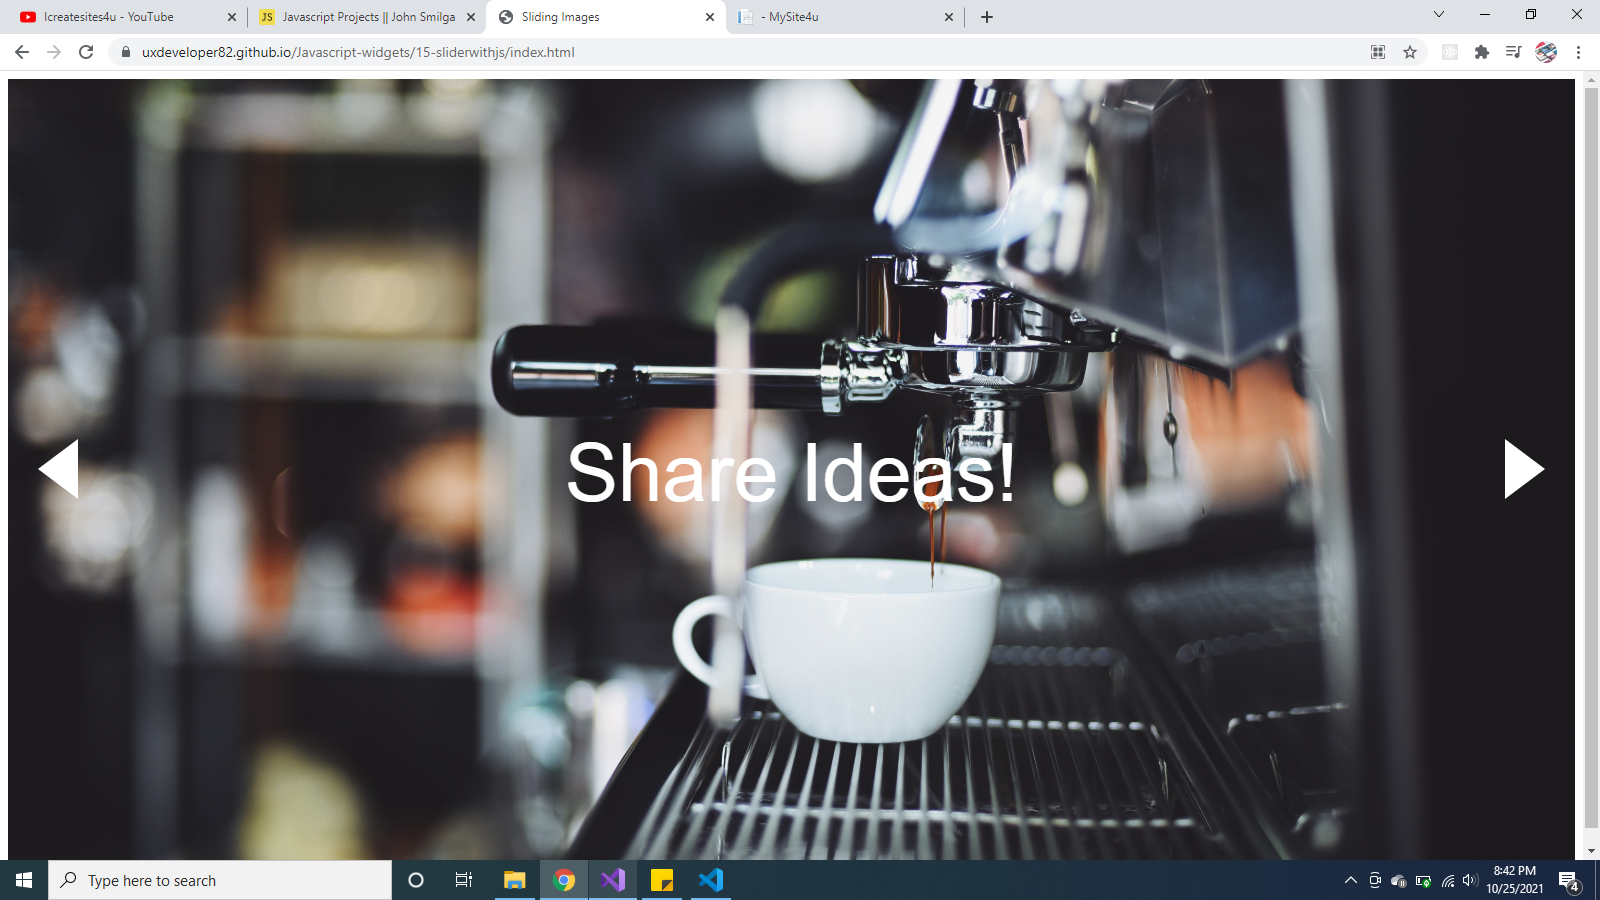 Icreatesites4u - YouTube
JS Javascript Projects || John Smilga
Sliding Images
- MySite4u
uxdeveloper82.github.io/Javascript-widgets/15-sliderwithjs/index.html
Share Ideas!
Type here to search
8:42 PM
10/25/2021
4